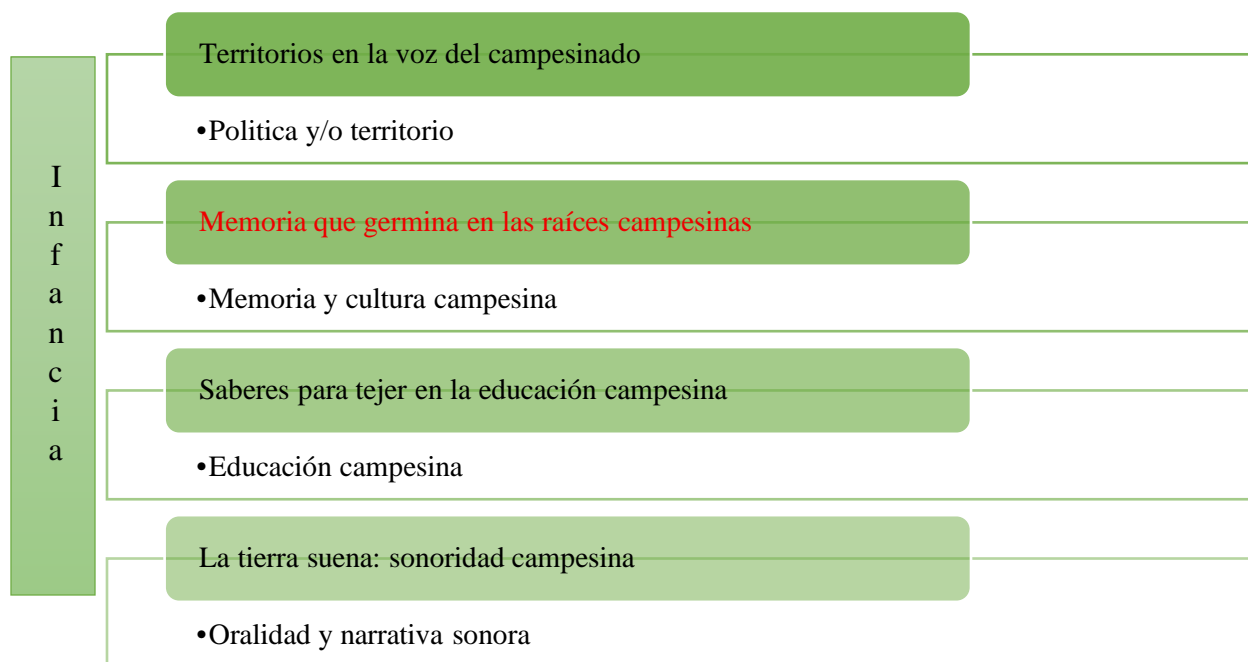 Infancia
Territorios en la voz del campesinado
•Politica y/o territorio
Memoria que germina en las raíces campesinas
•Memoria y cultura campesina
Saberes para tejer en la educación campesina
•Educación campesina
La tierra suena: sonoridad campesina
•Oralidad y narrativa sonora